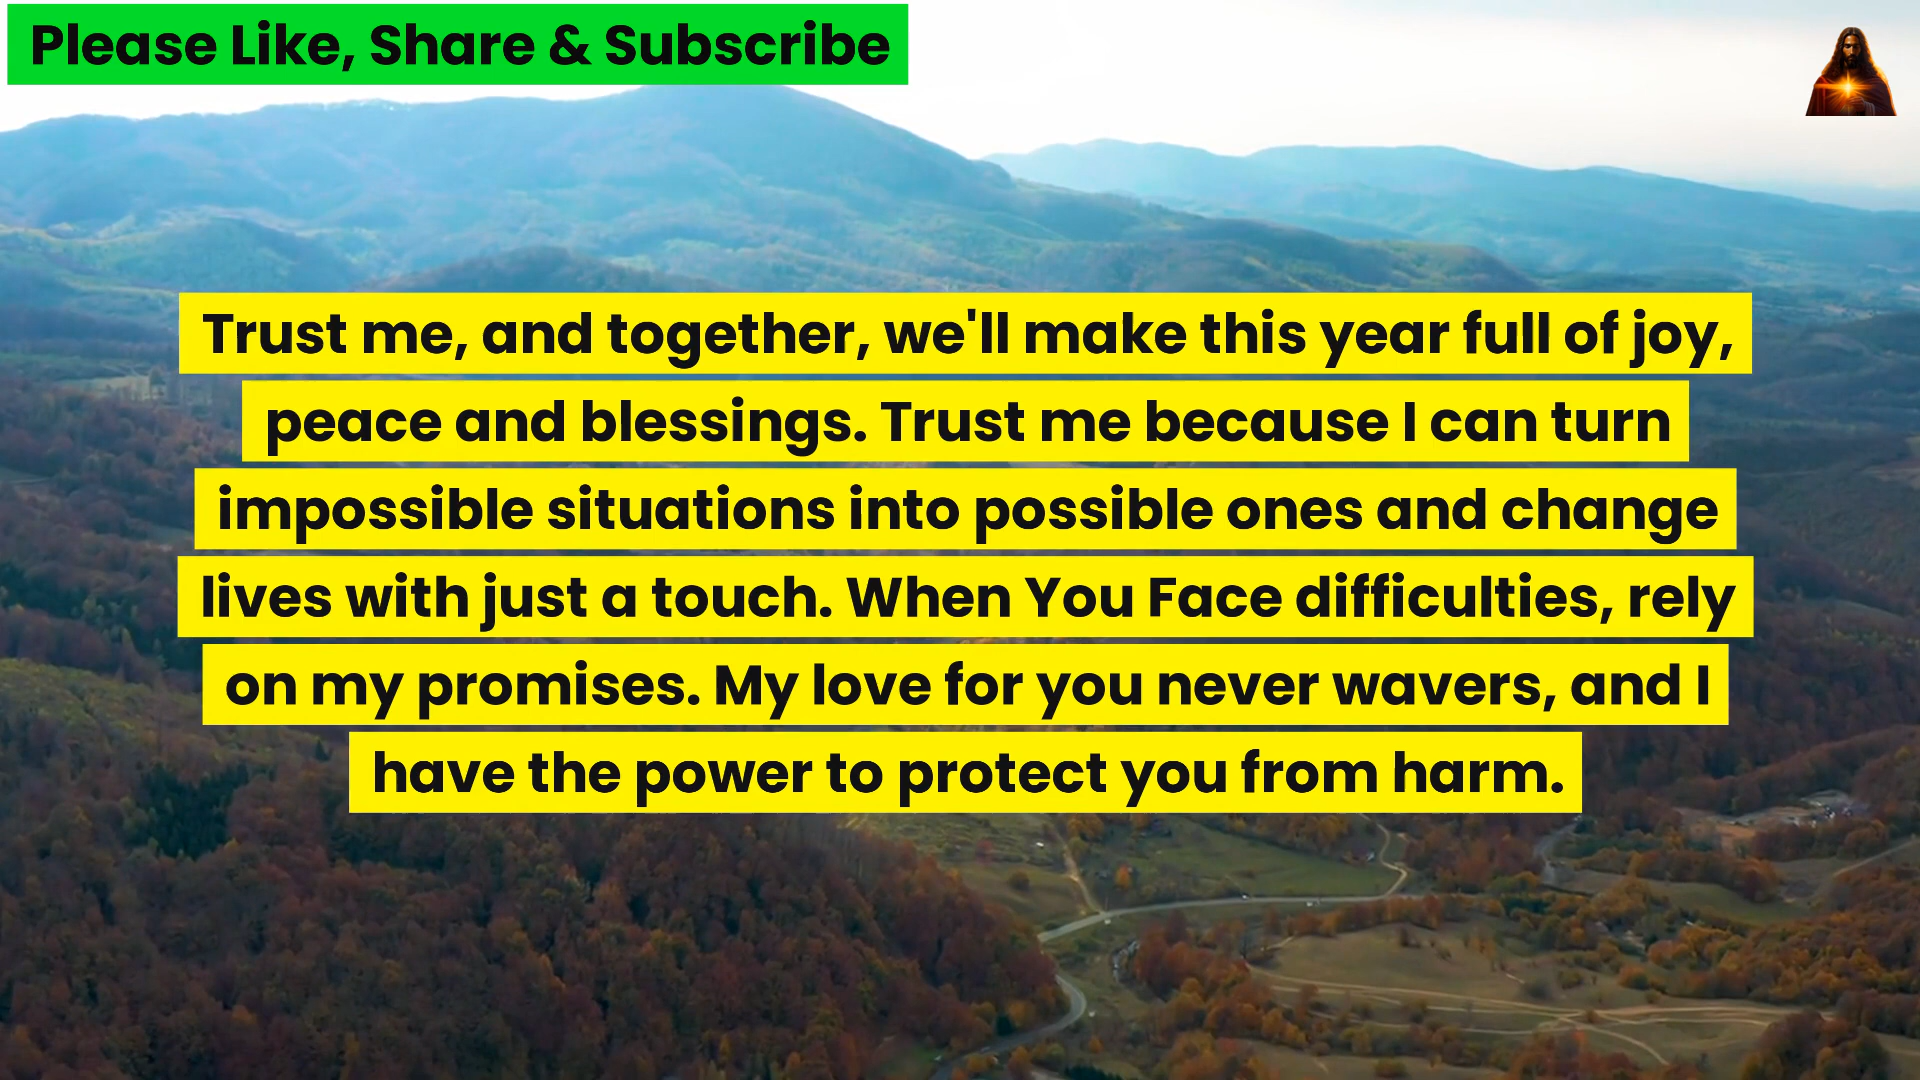 Please Like, Share & Subscribe
Trust me, and together, we'll make this year full of joy,
peace and blessings. Trust me because I can turn
impossible situations into possible ones and change
lives with just a touch. When You Face difficulties, rely
on my promises. My love for you never wavers, and I
have the power to protect you from harm.